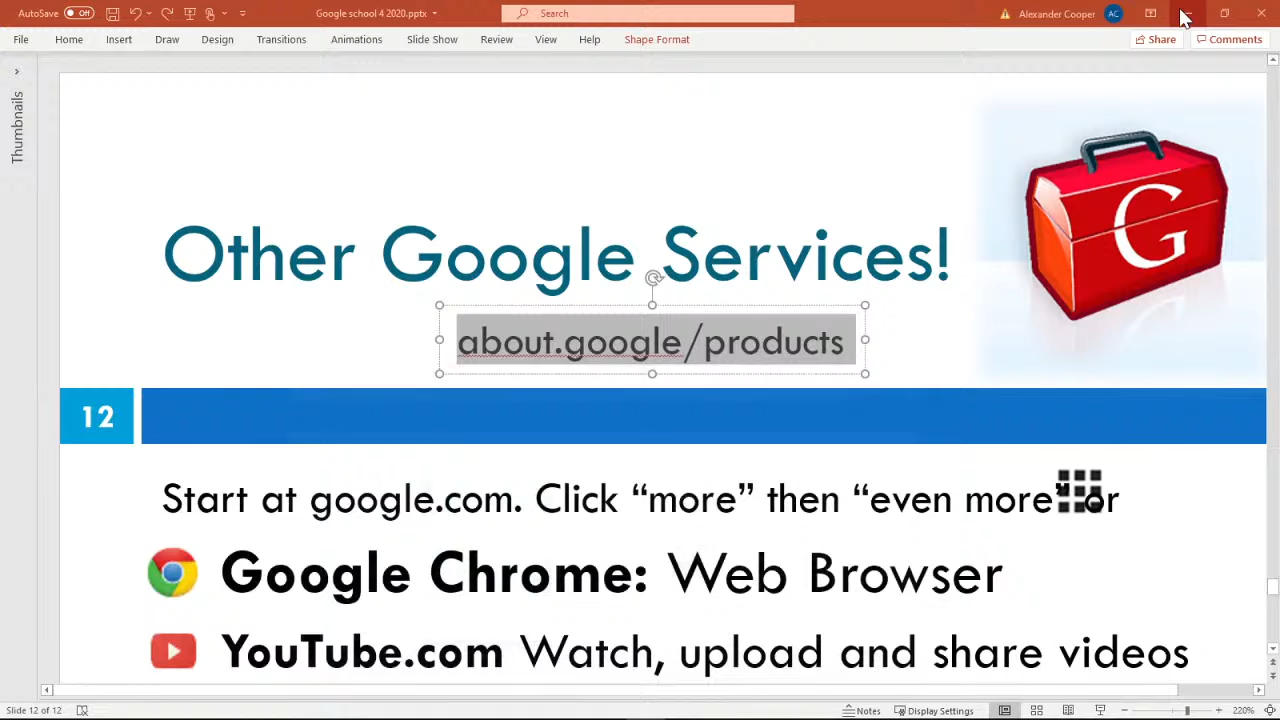 AutoSave Off Google school 4 2020.pptx Search Alexander Cooper AC
File Home Insert Draw Design Transitions Animations Slide Show Review View Help Shape Format Share Comments
Thumbnails
G
Other Google Services!
about.google/products
12
Start at google.com. Click “more” then “even more” or
Google Chrome: Web Browser
YouTube.com Watch, upload and share videos
Slide 12 of 12 Notes Display Settings 220%